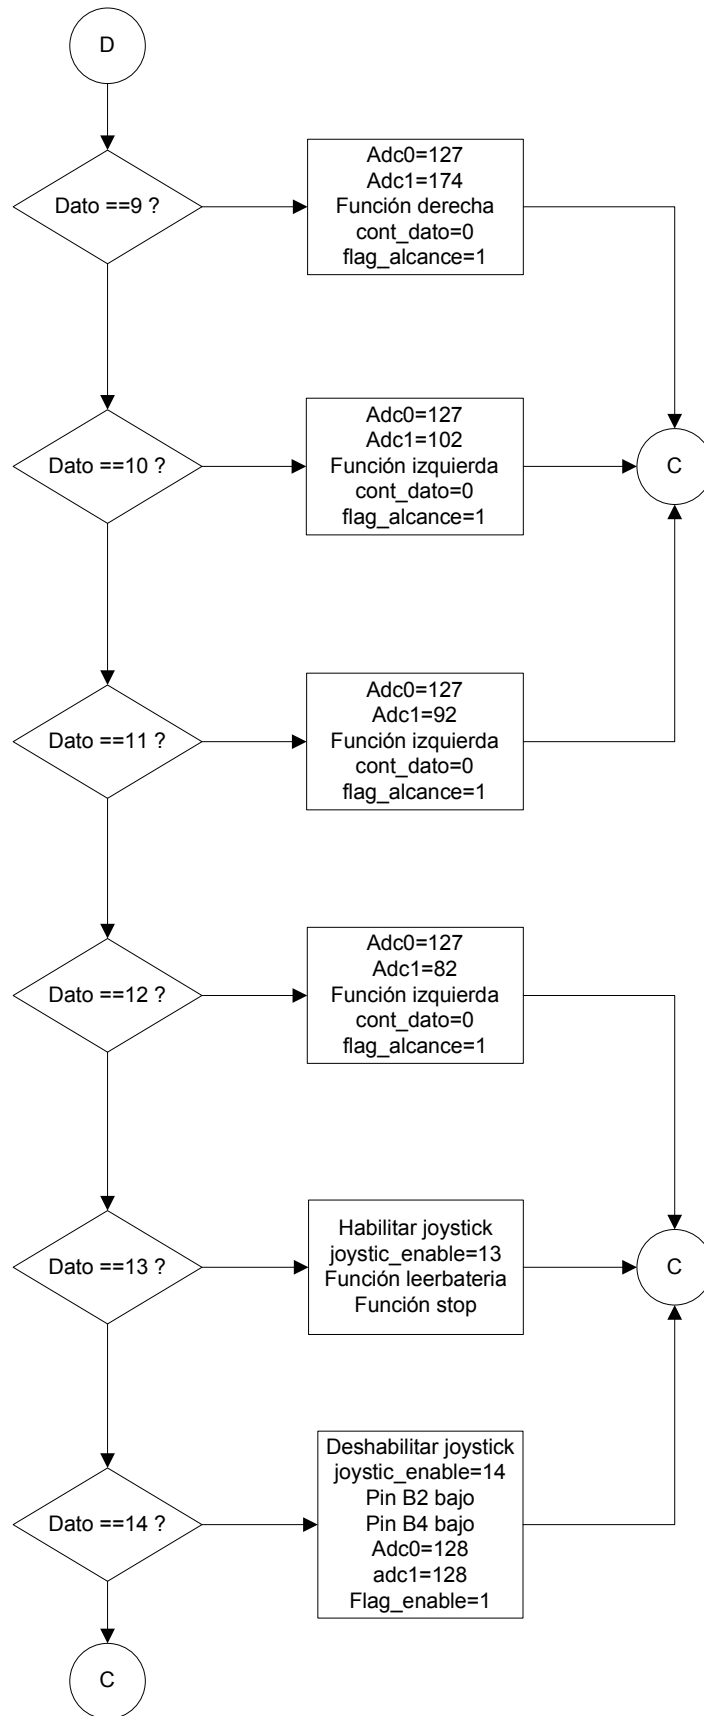 D
Dato ==9 ?
Adc0=127
Adc1=174
Función derecha
cont_dato=0
flag_alcance=1
Dato ==10 ?
Adc0=127
Adc1=102
Función izquierda
cont_dato=0
flag_alcance=1
C
Dato ==11 ?
Adc0=127
Adc1=92
Función izquierda
cont_dato=0
flag_alcance=1
Dato ==12 ?
Adc0=127
Adc1=82
Función izquierda
cont_dato=0
flag_alcance=1
Dato ==13 ?
Habilitar joystick
joystic_enable=13
Función leerbateria
Función stop
C
Dato ==14 ?
Deshabilitar joystick
joystic_enable=14
Pin B2 bajo
Pin B4 bajo
Adc0=128
adc1=128
Flag_enable=1
C